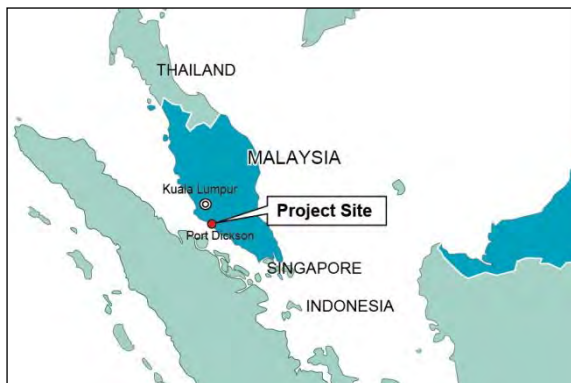 THAILAND
MALAYSIA
Kuala Lumpur
Project Site
Port Dickson
SINGAPORE
INDONESIA